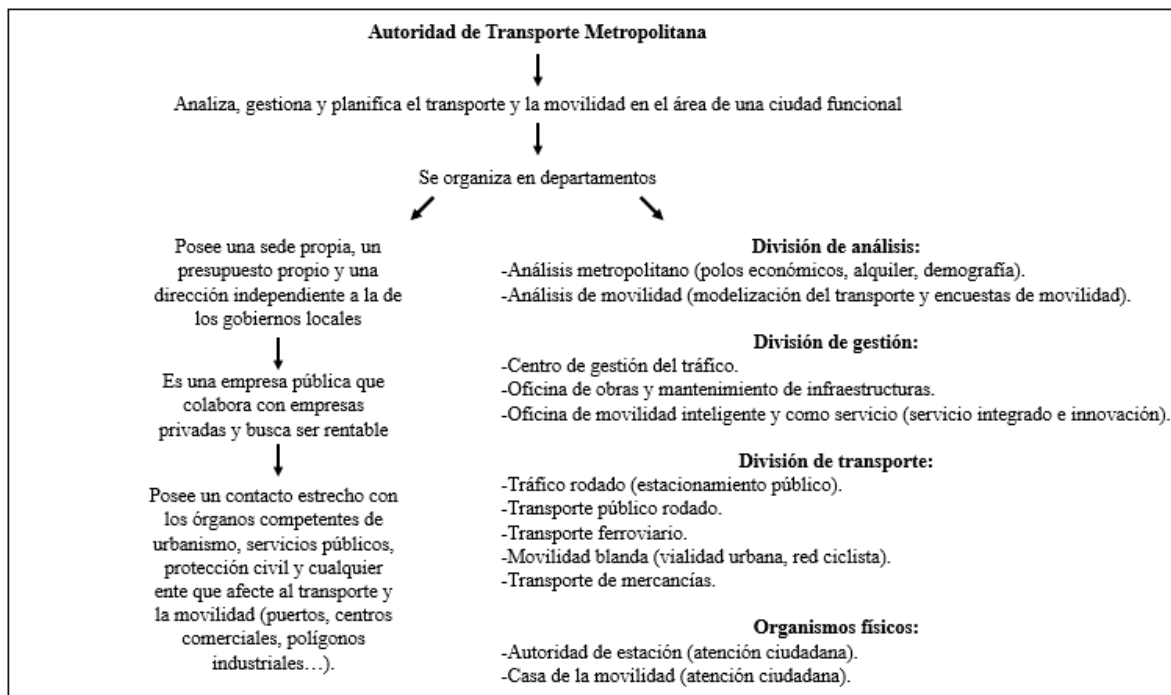 Autoridad de Transporte Metropolitana
Analiza, gestiona y planifica el transporte y la movilidad en el área de una ciudad funcional
Se organiza en departamentos
Posee una sede propia, un
presupuesto propio y una
dirección independiente a la de
los gobiernos locales
Es una empresa pública que
colabora con empresas
privadas y busca ser rentable
Posee un contacto estrecho con
los órganos competentes de
urbanismo, servicios públicos,
protección civil y cualquier
ente que afecte al transporte y
la movilidad (puertos, centros
comerciales, polígonos
industriales…).
División de análisis:
-Análisis metropolitano (polos económicos, alquiler, demografía).
-Análisis de movilidad (modelización del transporte y encuestas de movilidad).
División de gestión:
-Centro de gestión del tráfico.
-Oficina de obras y mantenimiento de infraestructuras.
-Oficina de movilidad inteligente y como servicio (servicio integrado e innovación).
División de transporte:
-Tráfico rodado (estacionamiento público).
-Transporte público rodado.
-Transporte ferroviario.
-Movilidad blanda (vialidad urbana, red ciclista).
-Transporte de mercancías.
Organismos físicos:
-Autoridad de estación (atención ciudadana).
-Casa de la movilidad (atención ciudadana).